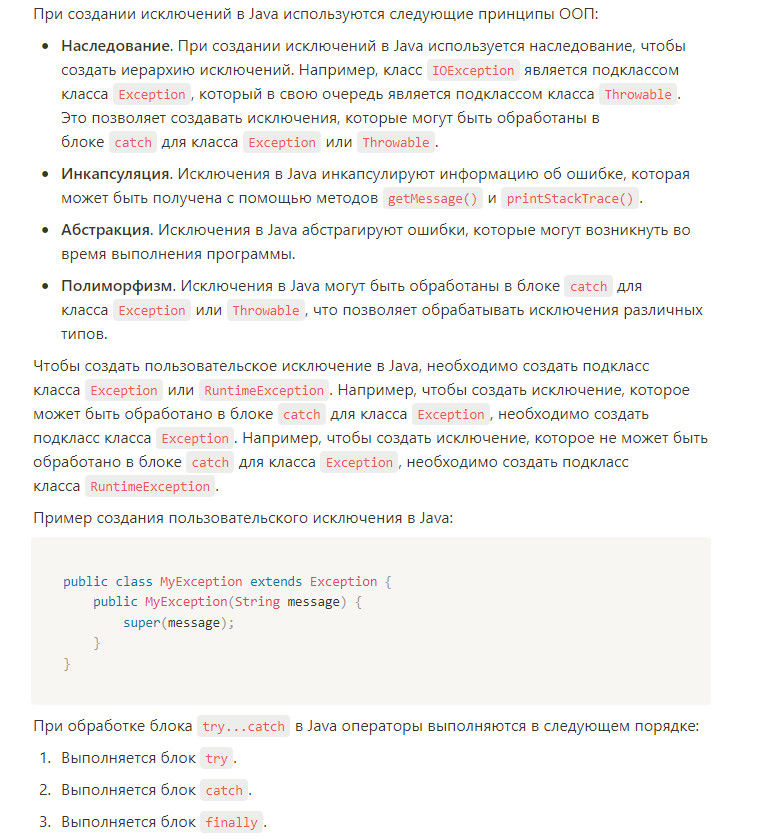 При создании исключений в Java используются следующие принципы ООП:
• Наследование. При создании исключений в Java используется наследование, чтобы
создать иерархию исключений. Например, класс IOException является подклассом
класса Exception, который в свою очередь является подклассом класса Throwable.
Это позволяет создавать исключения, которые могут быть обработаны в
блоке catch для класса Exception или Throwable.
• Инкапсуляция. Исключения в Java инкапсулируют информацию об ошибке, которая
может быть получена с помощью методов getMessage() и printStackTrace().
• Абстракция. Исключения в Java абстрагируют ошибки, которые могут возникнуть во
время выполнения программы.
• Полиморфизм. Исключения в Java могут быть обработаны в блоке catch для
класса Exception или Throwable, что позволяет обрабатывать исключения различных
типов.
Чтобы создать пользовательское исключение в Java, необходимо создать подкласс
класса Exception или RuntimeException. Например, чтобы создать исключение, которое
может быть обработано в блоке catch для класса Exception, необходимо создать
подкласс класса Exception. Например, чтобы создать исключение, которое не может быть
обработано в блоке catch для класса Exception, необходимо создать подкласс
класса RuntimeException.
Пример создания пользовательского исключения в Java:
public class MyException extends Exception {
    public MyException(String message) {
        super(message);
    }
}
При обработке блока try...catch в Java операторы выполняются в следующем порядке:
1. Выполняется блок try.
2. Выполняется блок catch.
3. Выполняется блок finally.